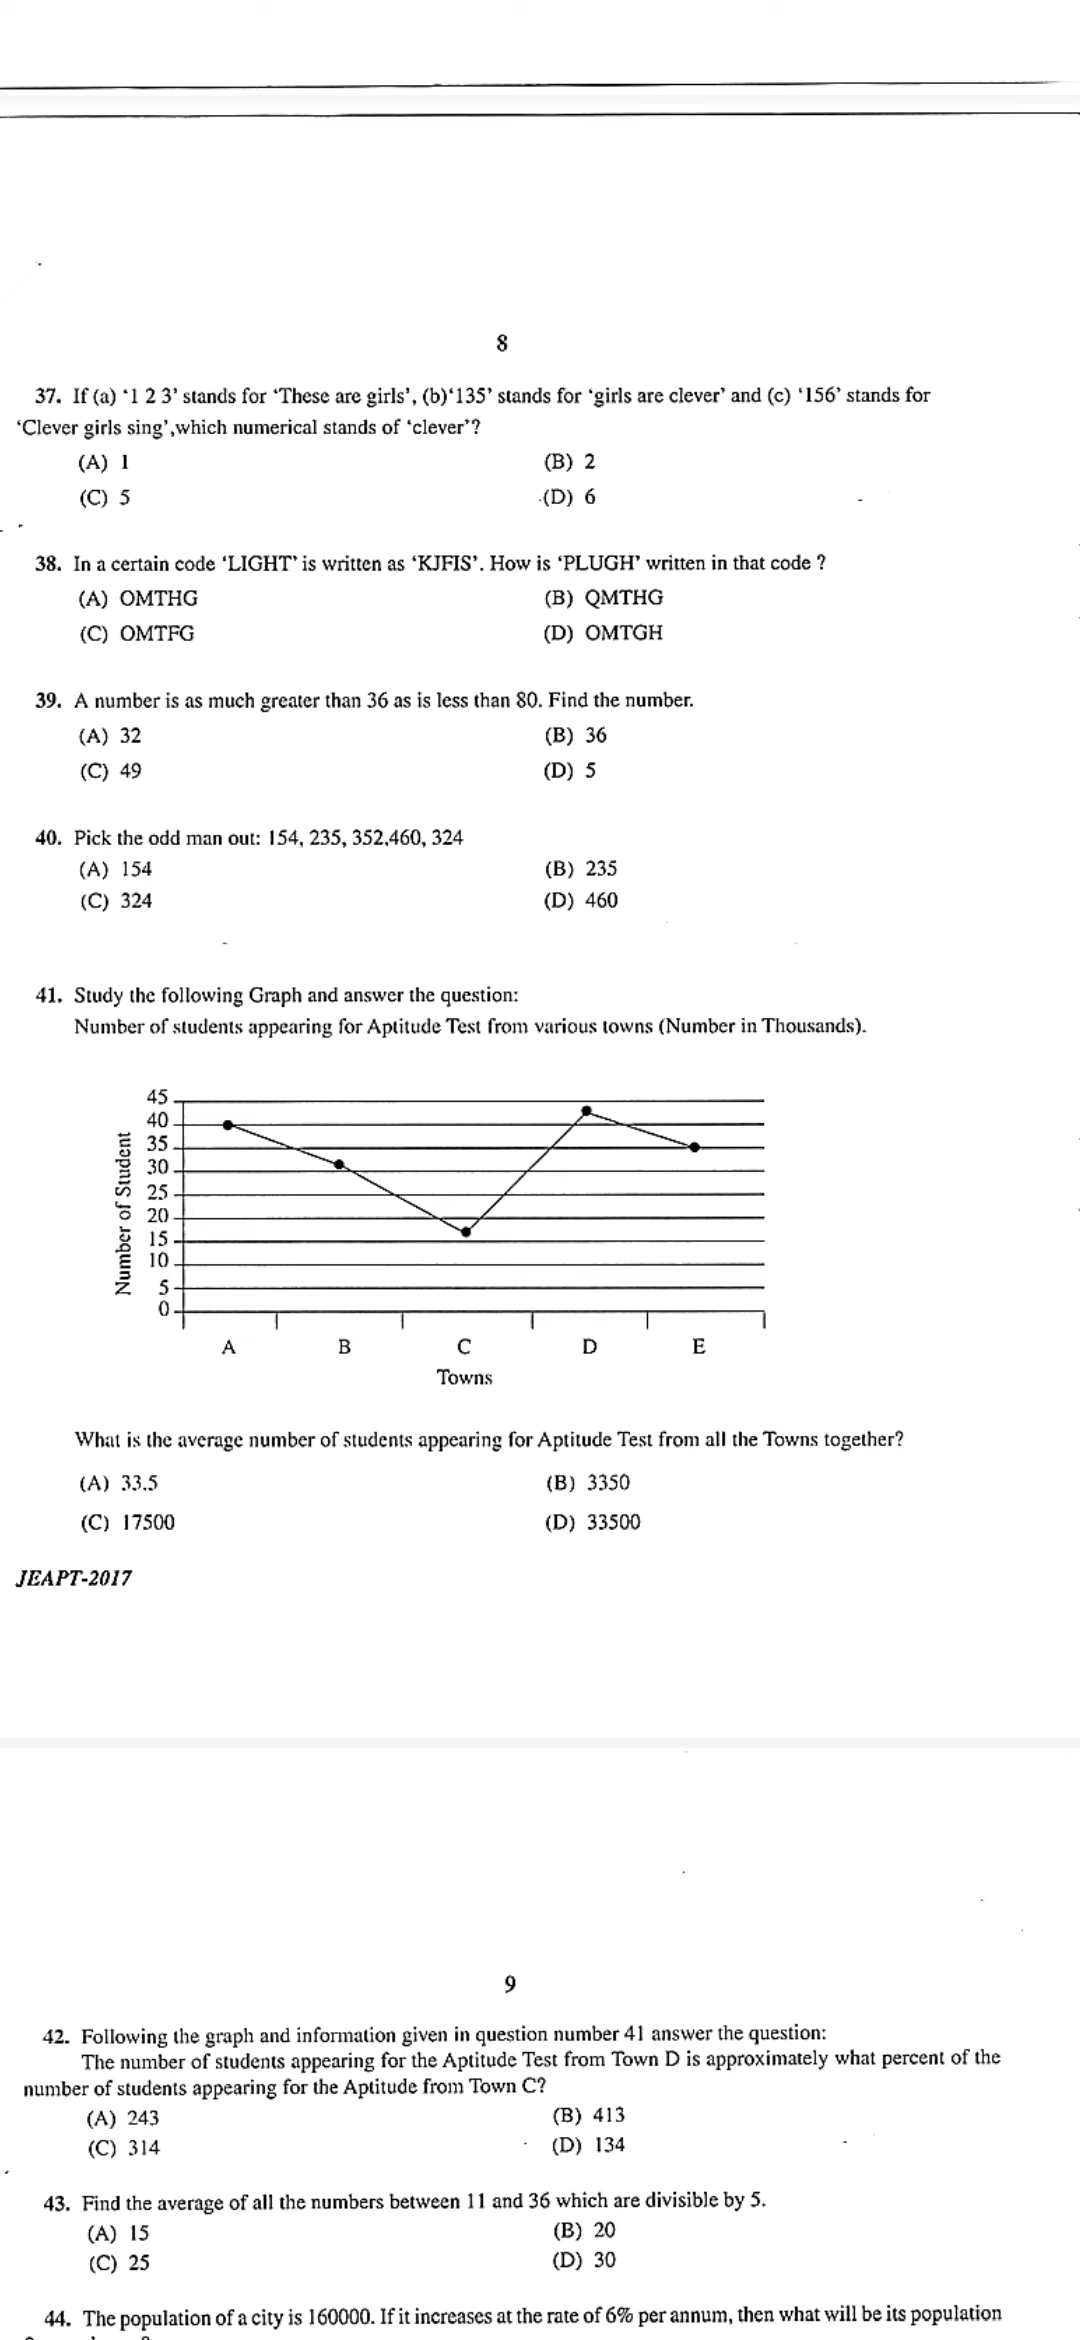 8
37. If (a) ‘1 2 3’ stands for ‘These are girls’, (b)‘135’ stands for ‘girls are clever’ and (c) ‘156’ stands for
‘Clever girls sing’,which numerical stands of ‘clever’?
(A) 1 (B) 2
(C) 5 (D) 6
38. In a certain code ‘LIGHT’ is written as ‘KJFIS’. How is ‘PLUGH’ written in that code ?
(A) OMTHG (B) QMTHG
(C) OMTFG (D) OMTGH
39. A number is as much greater than 36 as is less than 80. Find the number.
(A) 32 (B) 36
(C) 49 (D) 5
40. Pick the odd man out: 154, 235, 352,460, 324
(A) 154 (B) 235
(C) 324 (D) 460
41. Study the following Graph and answer the question:
Number of students appearing for Aptitude Test from various towns (Number in Thousands).
Number of Student
45
40
35
30
25
20
15
10
5
0
A B C D E
Towns
What is the average number of students appearing for Aptitude Test from all the Towns together?
(A) 33.5 (B) 3350
(C) 17500 (D) 33500
JEAPT-2017
9
42. Following the graph and information given in question number 41 answer the question:
The number of students appearing for the Aptitude Test from Town D is approximately what percent of the
number of students appearing for the Aptitude from Town C?
(A) 243 (B) 413
(C) 314 (D) 134
43. Find the average of all the numbers between 11 and 36 which are divisible by 5.
(A) 15 (B) 20
(C) 25 (D) 30
44. The population of a city is 160000. If it increases at the rate of 6% per annum, then what will be its population